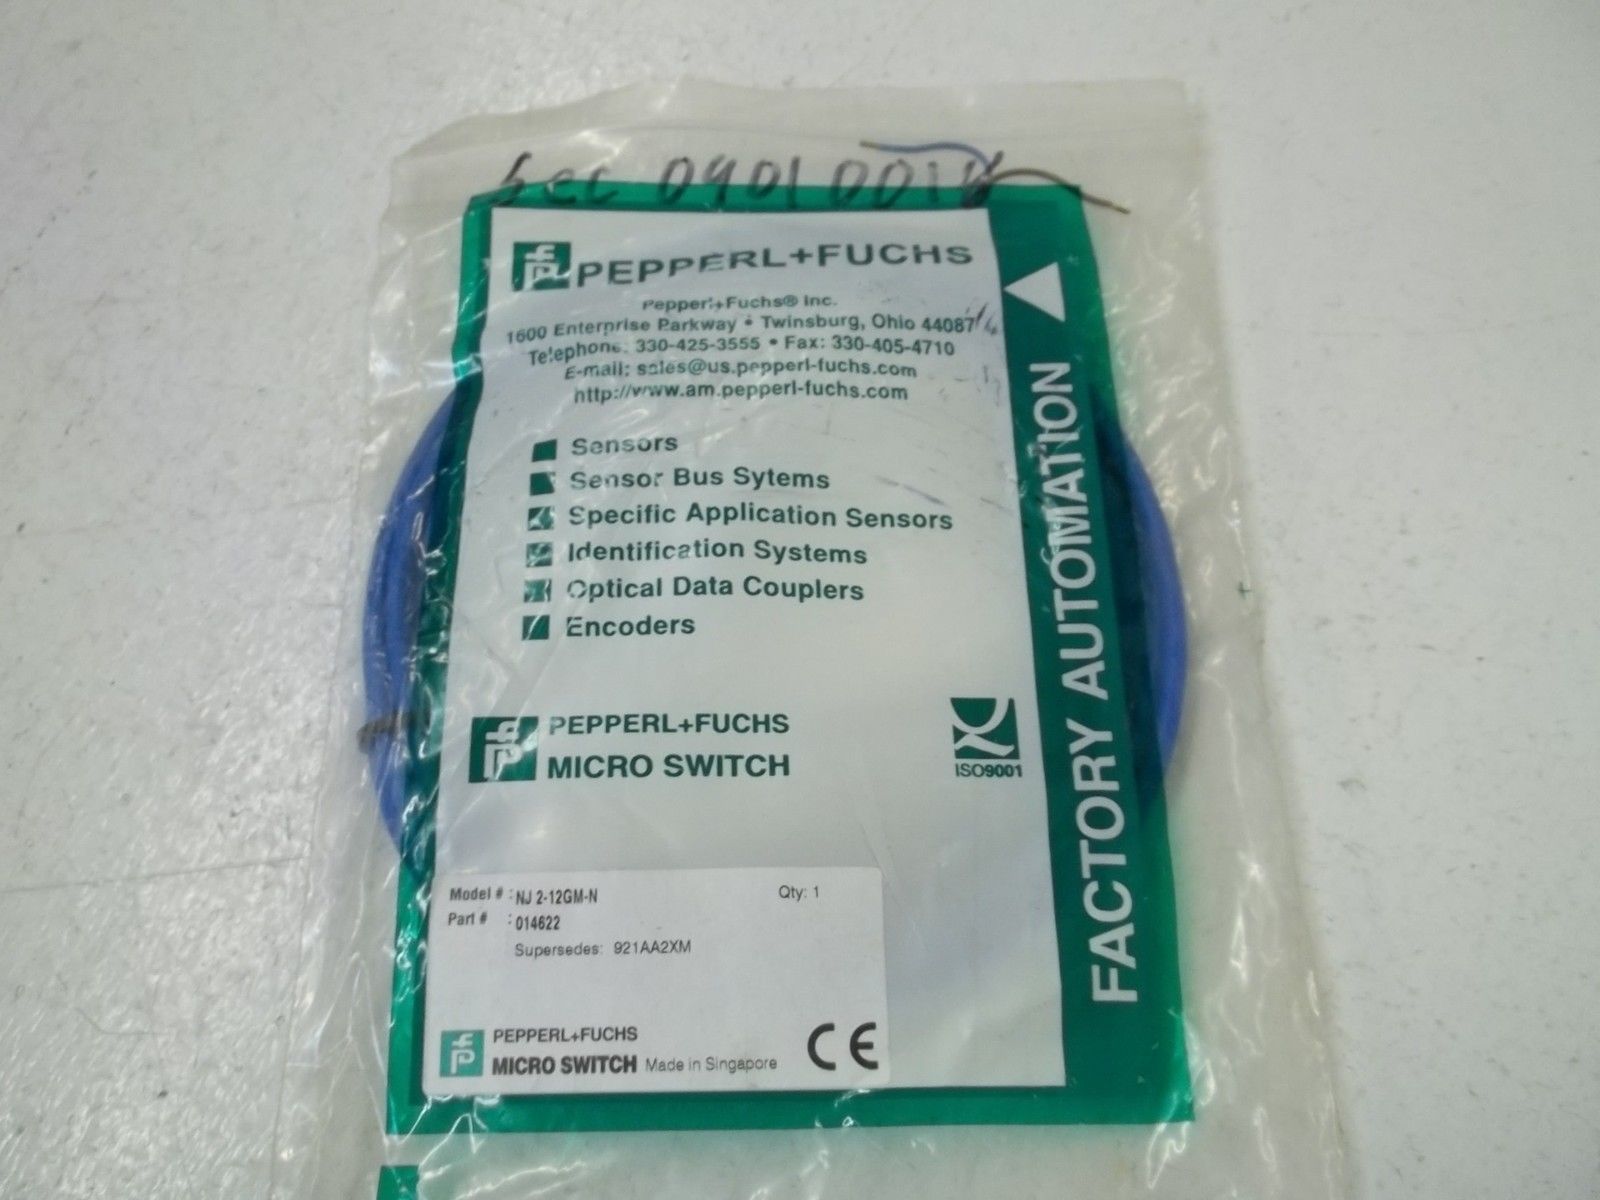 Sec 0901001
PEPPERL+FUCHS
Pepperl+Fuchs® Inc.
1600 Enterprise Parkway • Twinsburg, Ohio 44087
Telephone: 330-425-3555 • Fax: 330-405-4710
E-mail: sales@us.pepperl-fuchs.com
http://www.am.pepperl-fuchs.com
Sensors
Sensor Bus Sytems
Specific Application Sensors
Identification Systems
Optical Data Couplers
Encoders
PEPPERL+FUCHS
MICRO SWITCH
ISO9001
FACTORY AUTOMATION
Model # : NJ 2-12GM-N Qty: 1
Part # : 014622
Supersedes: 921AA2XM
PEPPERL+FUCHS
MICRO SWITCH Made in Singapore
CE